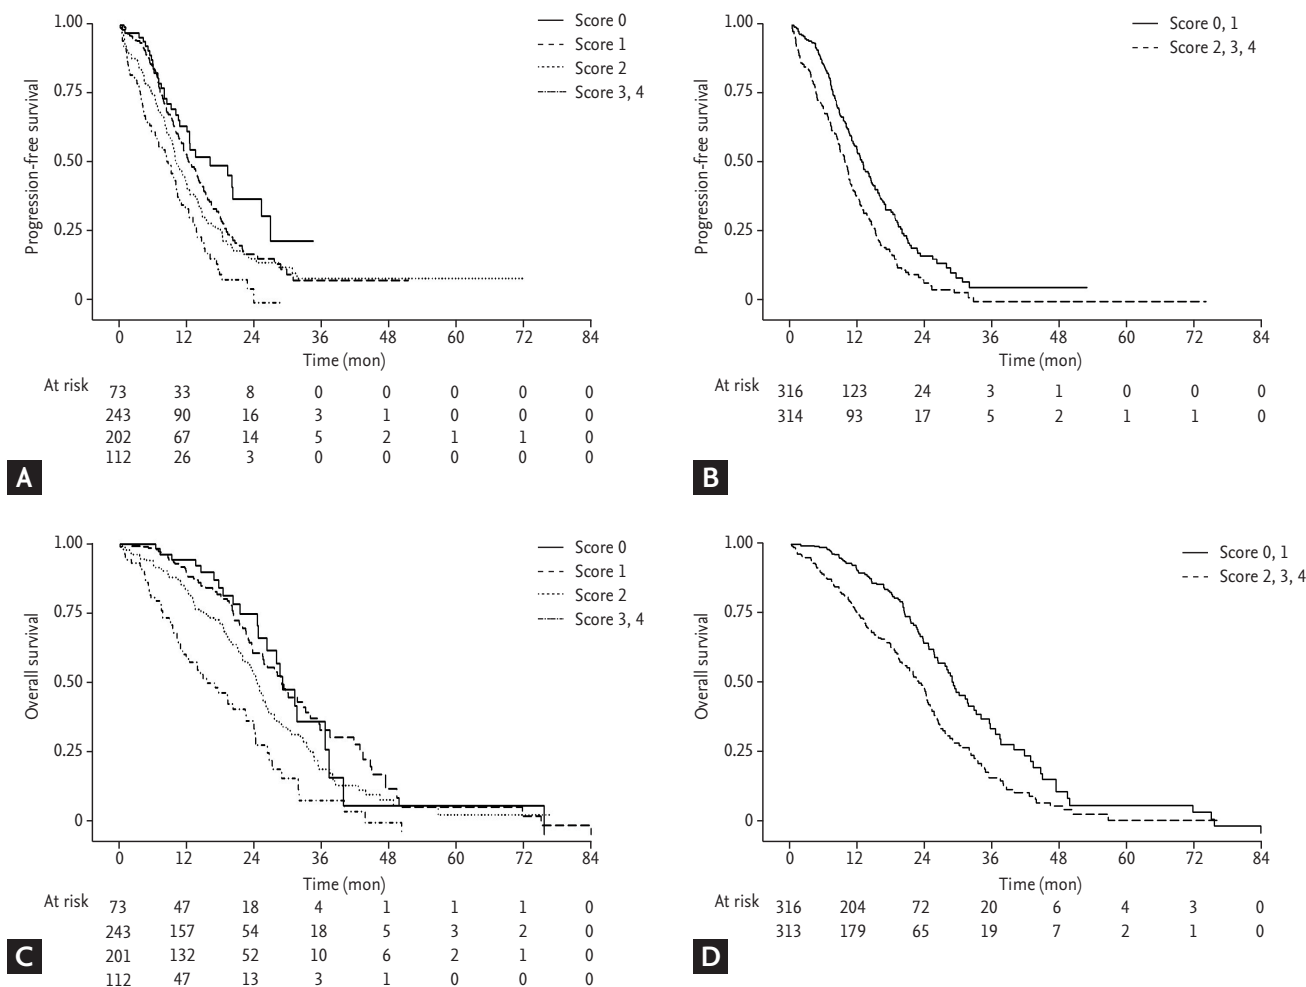 1.00
0.75
0.50
0.25
0
Progression-free survival
Score 0
Score 1
Score 2
Score 3, 4
0 12 24 36 48 60 72 84
Time (mon)
At risk
73 33 8 0 0 0 0 0
243 90 16 3 1 0 0 0
202 67 14 5 2 1 1 0
112 26 3 0 0 0 0 0
A
1.00
0.75
0.50
0.25
0
Progression-free survival
Score 0, 1
Score 2, 3, 4
0 12 24 36 48 60 72 84
Time (mon)
At risk
316 123 24 3 1 0 0 0
314 93 17 5 2 1 1 0
B
1.00
0.75
0.50
0.25
0
Overall survival
Score 0
Score 1
Score 2
Score 3, 4
0 12 24 36 48 60 72 84
Time (mon)
At risk
73 47 18 4 1 1 1 0
243 157 54 18 5 3 2 0
201 132 52 10 6 2 1 0
112 47 13 3 1 0 0 0
C
1.00
0.75
0.50
0.25
0
Overall survival
Score 0, 1
Score 2, 3, 4
0 12 24 36 48 60 72 84
Time (mon)
At risk
316 204 72 20 6 4 3 0
313 179 65 19 7 2 1 0
D